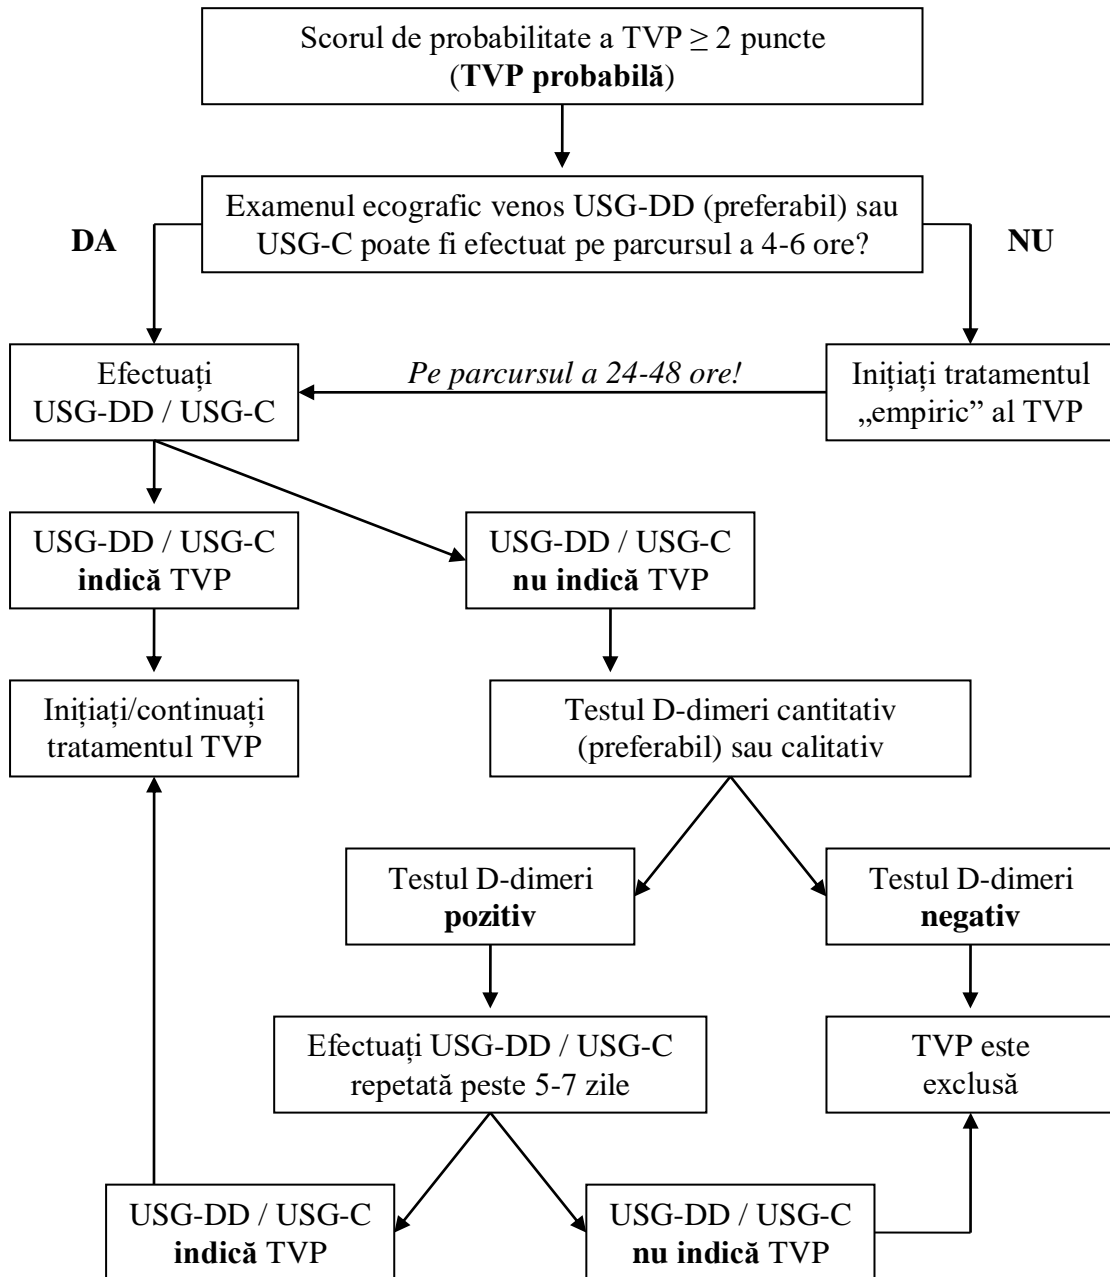 Scorul de probabilitate a TVP ≥ 2 puncte
(TVP probabilă)
Examenul ecografic venos USG-DD (preferabil) sau
USG-C poate fi efectuat pe parcursul a 4-6 ore?
DA
NU
Efectuați
USG-DD / USG-C
Pe parcursul a 24-48 ore!
Inițiați tratamentul
„empiric” al TVP
USG-DD / USG-C
indică TVP
USG-DD / USG-C
nu indică TVP
Inițiați/continuați
tratamentul TVP
Testul D-dimeri cantitativ
(preferabil) sau calitativ
Testul D-dimeri
pozitiv
Testul D-dimeri
negativ
Efectuați USG-DD / USG-C
repetată peste 5-7 zile
TVP este
exclusă
USG-DD / USG-C
indică TVP
USG-DD / USG-C
nu indică TVP